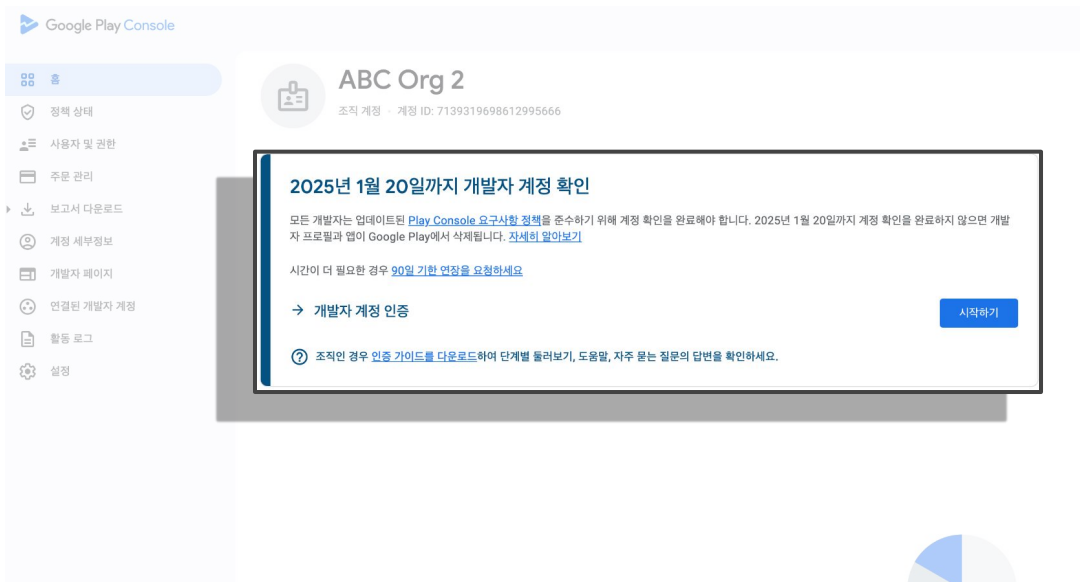 Google Play Console
홈
정책 상태
사용자 및 권한
주문 관리
보고서 다운로드
계정 세부정보
개발자 페이지
연결된 개발자 계정
활동 로그
설정
ABC Org 2
조직 계정 · 계정 ID: 7139319698612995666
2025년 1월 20일까지 개발자 계정 확인
모든 개발자는 업데이트된 Play Console 요구사항 정책을 준수하기 위해 계정 확인을 완료해야 합니다. 2025년 1월 20일까지 계정 확인을 완료하지 않으면 개발
자 프로필과 앱이 Google Play에서 삭제됩니다. 자세히 알아보기
시간이 더 필요한 경우 90일 기한 연장을 요청하세요
개발자 계정 인증
시작하기
조직인 경우 인증 가이드를 다운로드하여 단계별 둘러보기, 도움말, 자주 묻는 질문의 답변을 확인하세요.